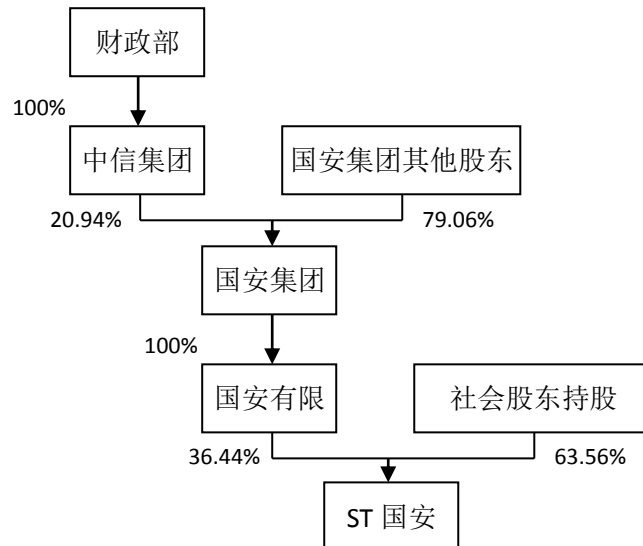 财政部
100%
中信集团
国安集团其他股东
20.94%
79.06%
国安集团
100%
国安有限
社会股东持股
36.44%
63.56%
ST 国安